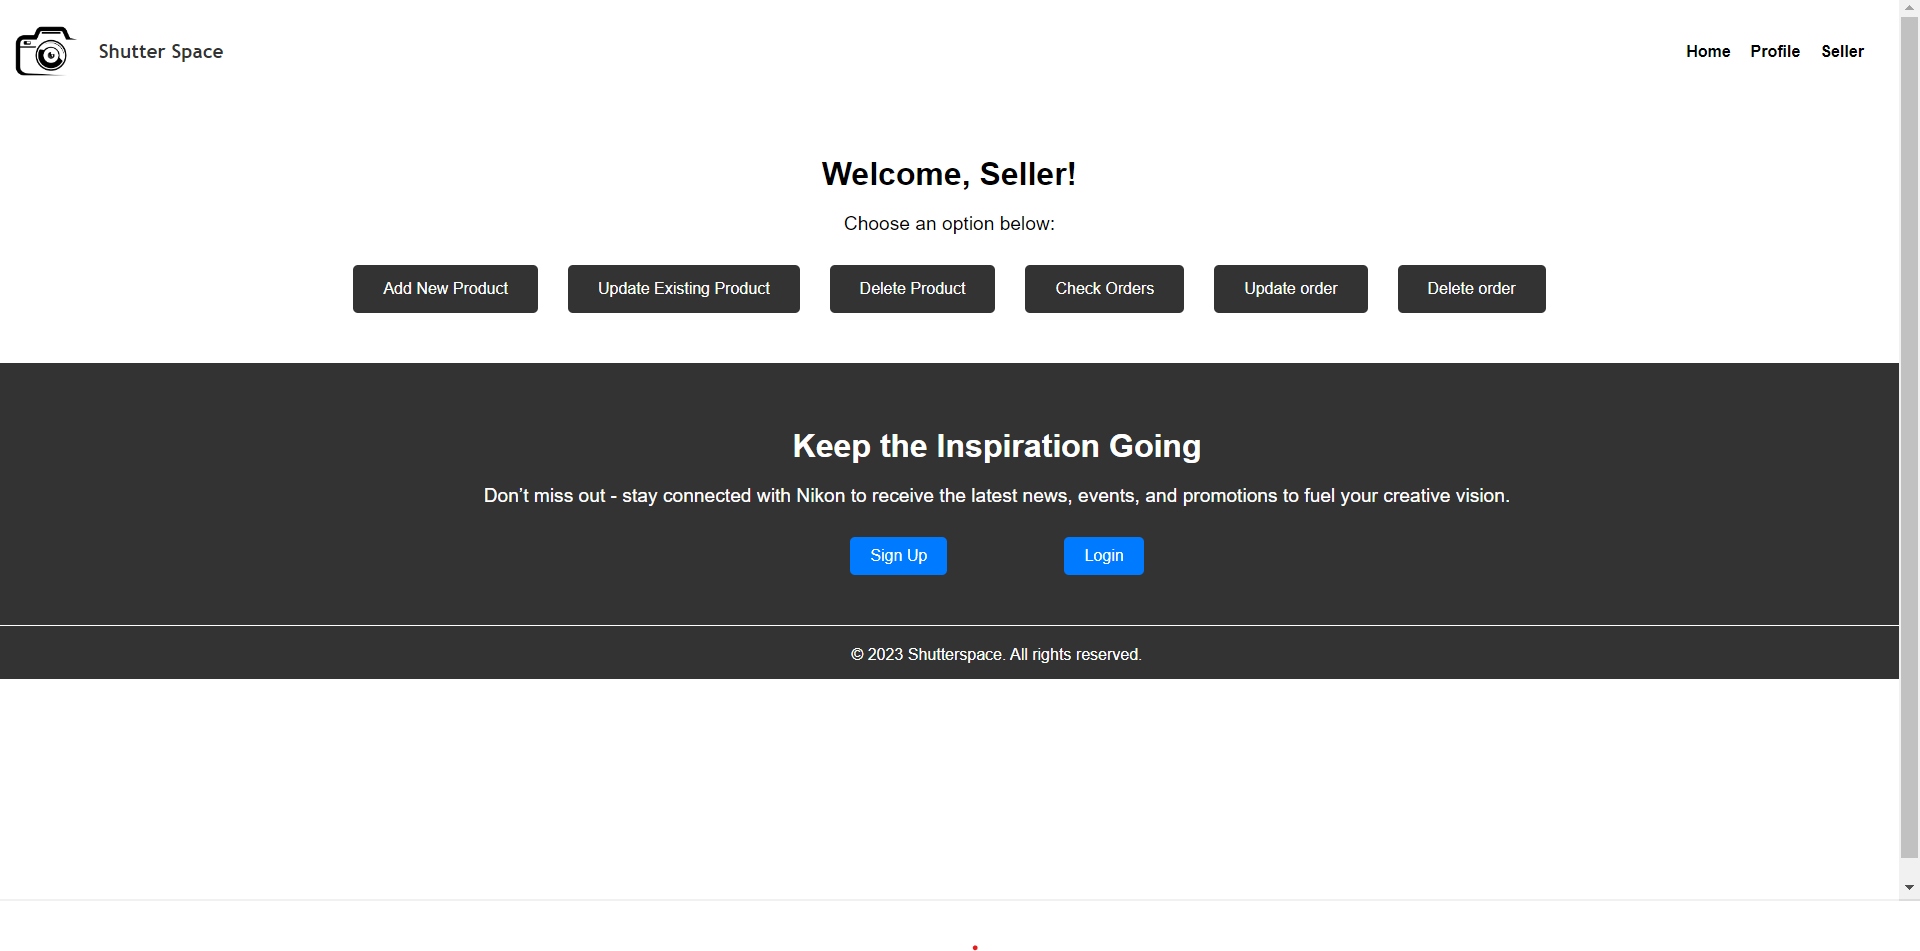 Shutter Space
Home Profile Seller
Welcome, Seller!
Choose an option below:
Add New Product Update Existing Product Delete Product Check Orders Update order Delete order
Keep the Inspiration Going
Don’t miss out - stay connected with Nikon to receive the latest news, events, and promotions to fuel your creative vision.
Sign Up Login
© 2023 Shutterspace. All rights reserved.